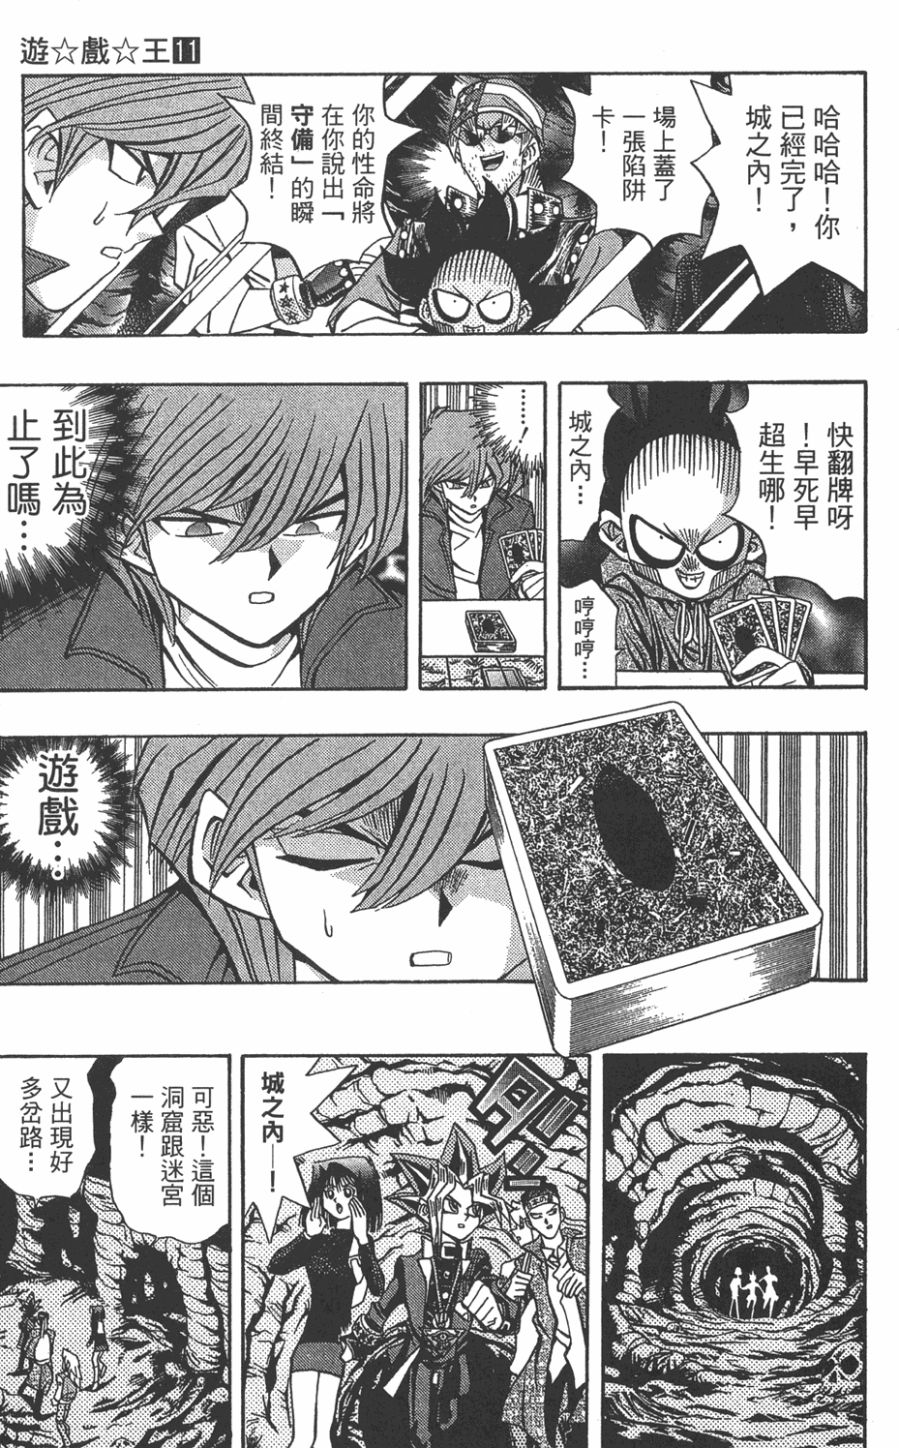 遊☆戲☆王11
哈哈哈！你
已經完了，
城之內！
場上蓋了
一張陷阱
卡！
你的性命將
在你說出「
守備」的瞬
間終結！
快翻牌呀
！早死早
超生哪！
哼哼哼…
……！
城之內…
到此為
止了嗎…
遊戲…
城之內—！
可惡！這個
洞窟跟迷宮
一樣！
又出現好
多岔路…